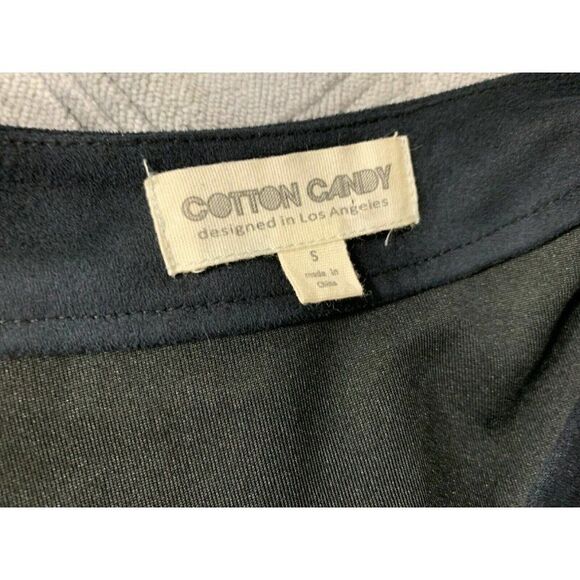 COTTON CANDY
designed in Los Angeles
S
made in
China